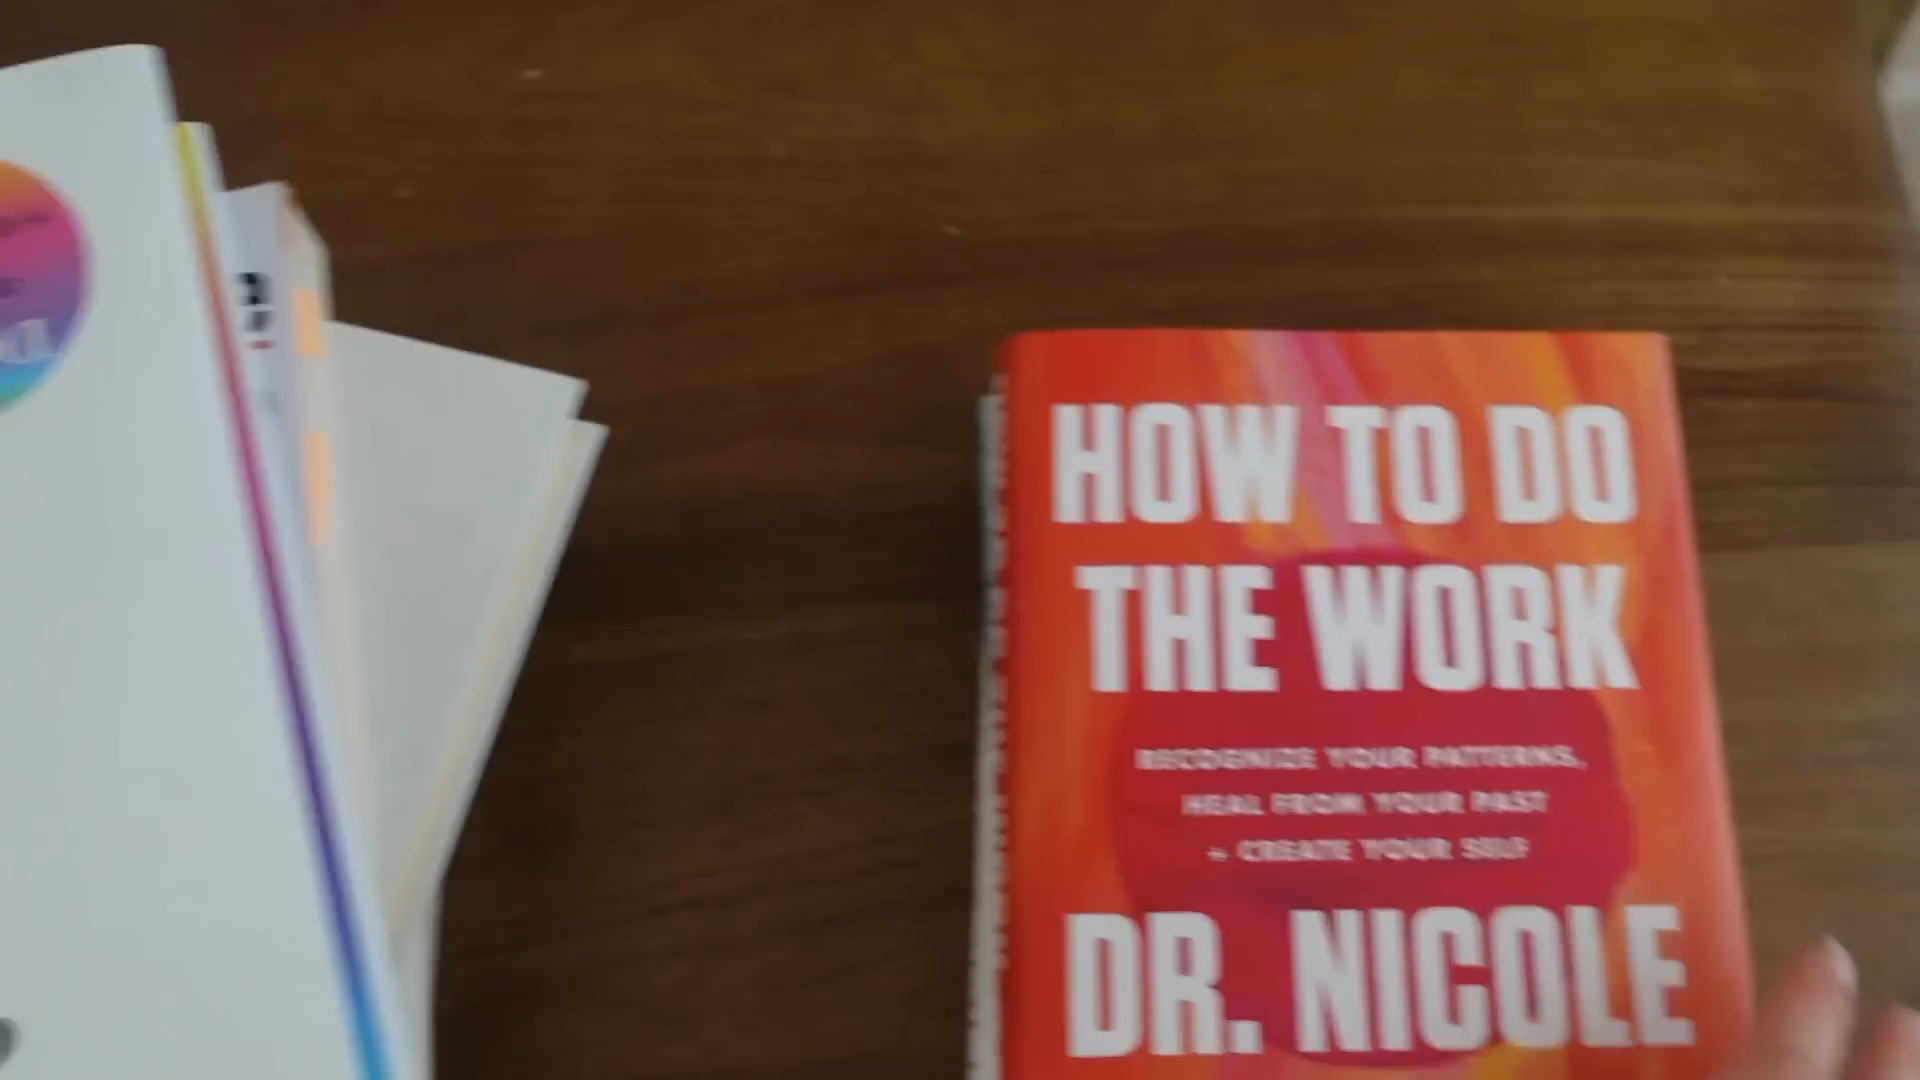 HOW TO DO
THE WORK
RECOGNIZE YOUR PATTERNS,
HEAL FROM YOUR PAST
+ CREATE YOUR SELF
DR. NICOLE